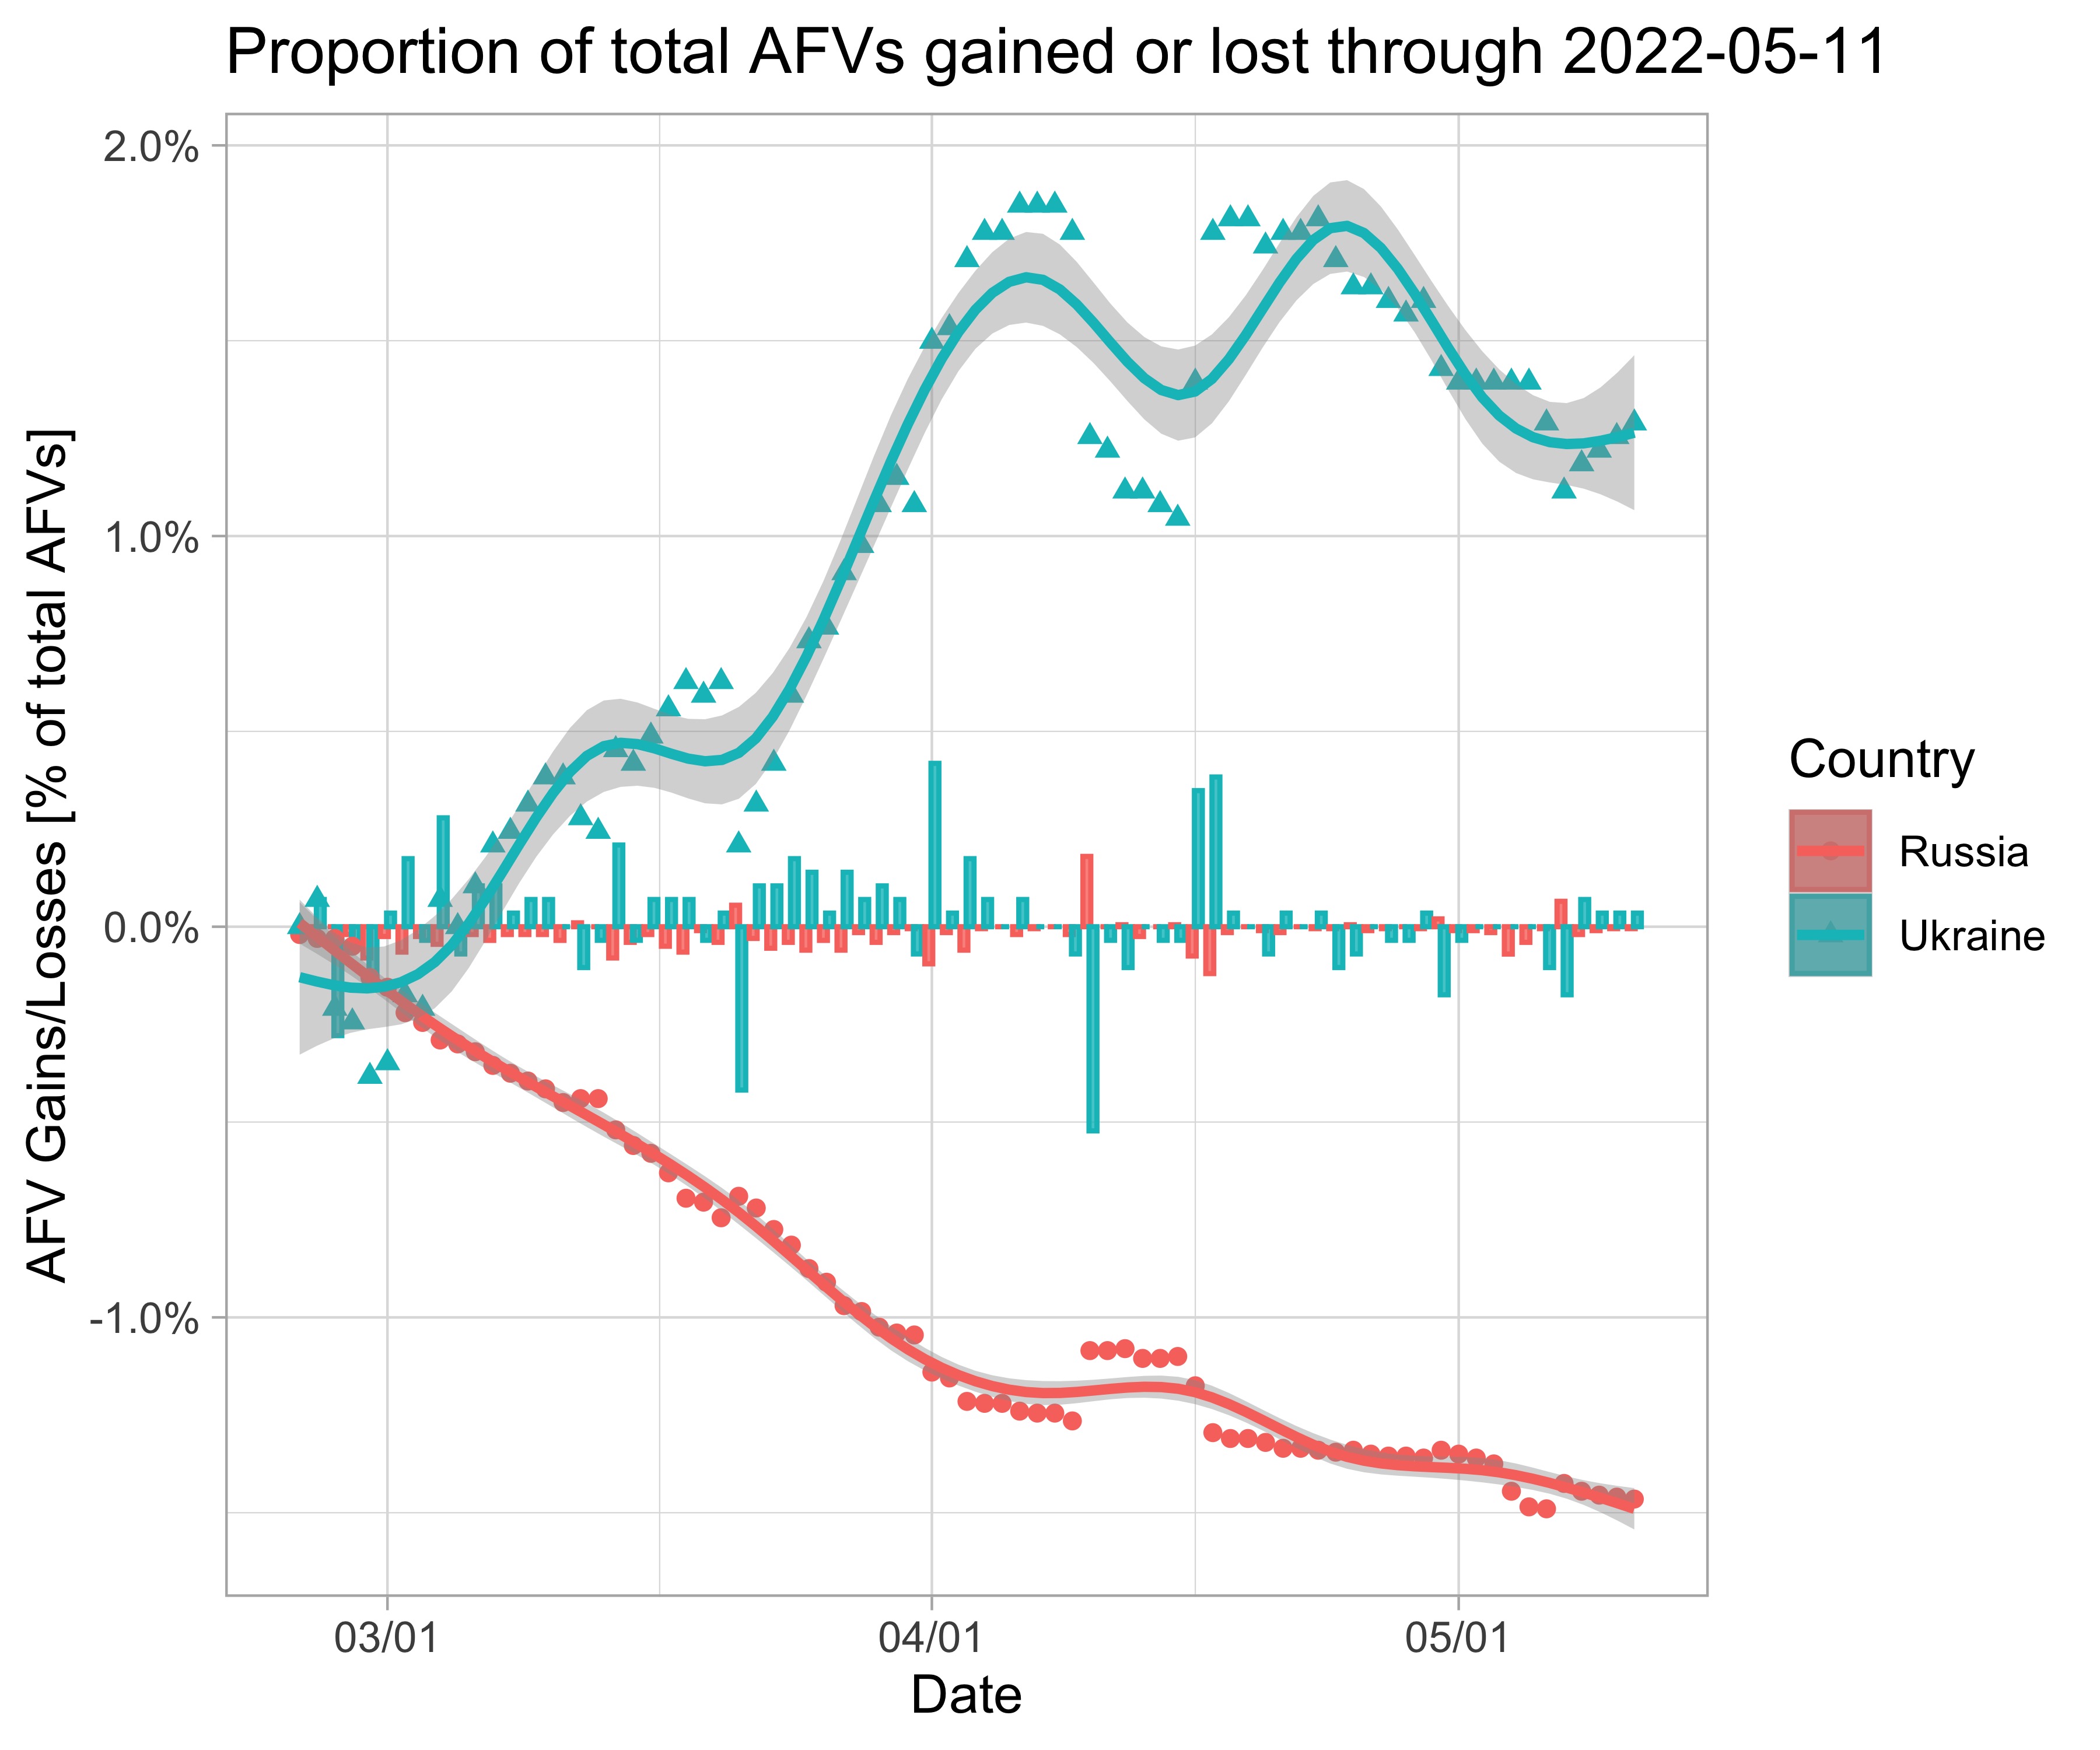 Proportion of total AFVs gained or lost through 2022-05-11
AFV Gains/Losses [% of total AFVs]
2.0%
1.0%
0.0%
-1.0%
03/01
04/01
05/01
Date
Country
Russia
Ukraine